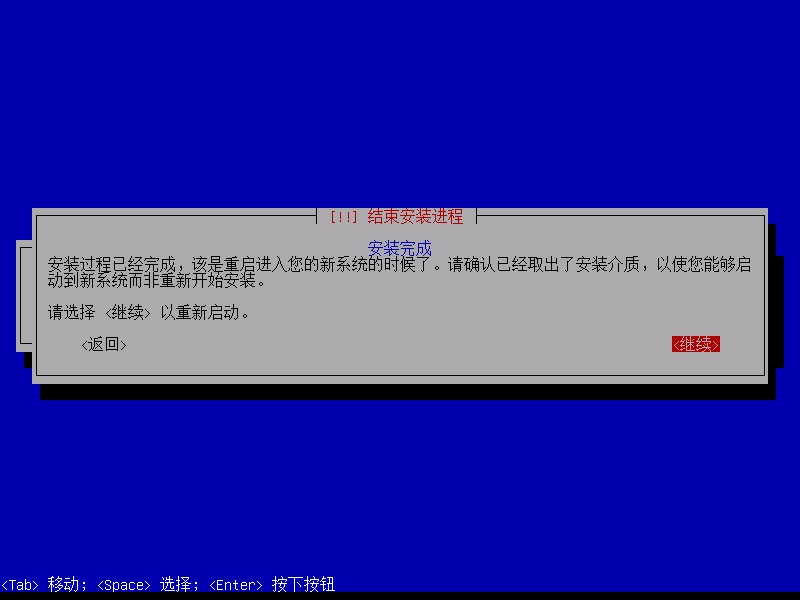 [!!] 结束安装进程
安装完成
安装过程已经完成，该是重启进入您的新系统的时候了。请确认已经取出了安装介质，以使您能够启
动到新系统而非重新开始安装。
请选择 <继续> 以重新启动。
<返回> <继续>
<Tab> 移动; <Space> 选择; <Enter> 按下按钮